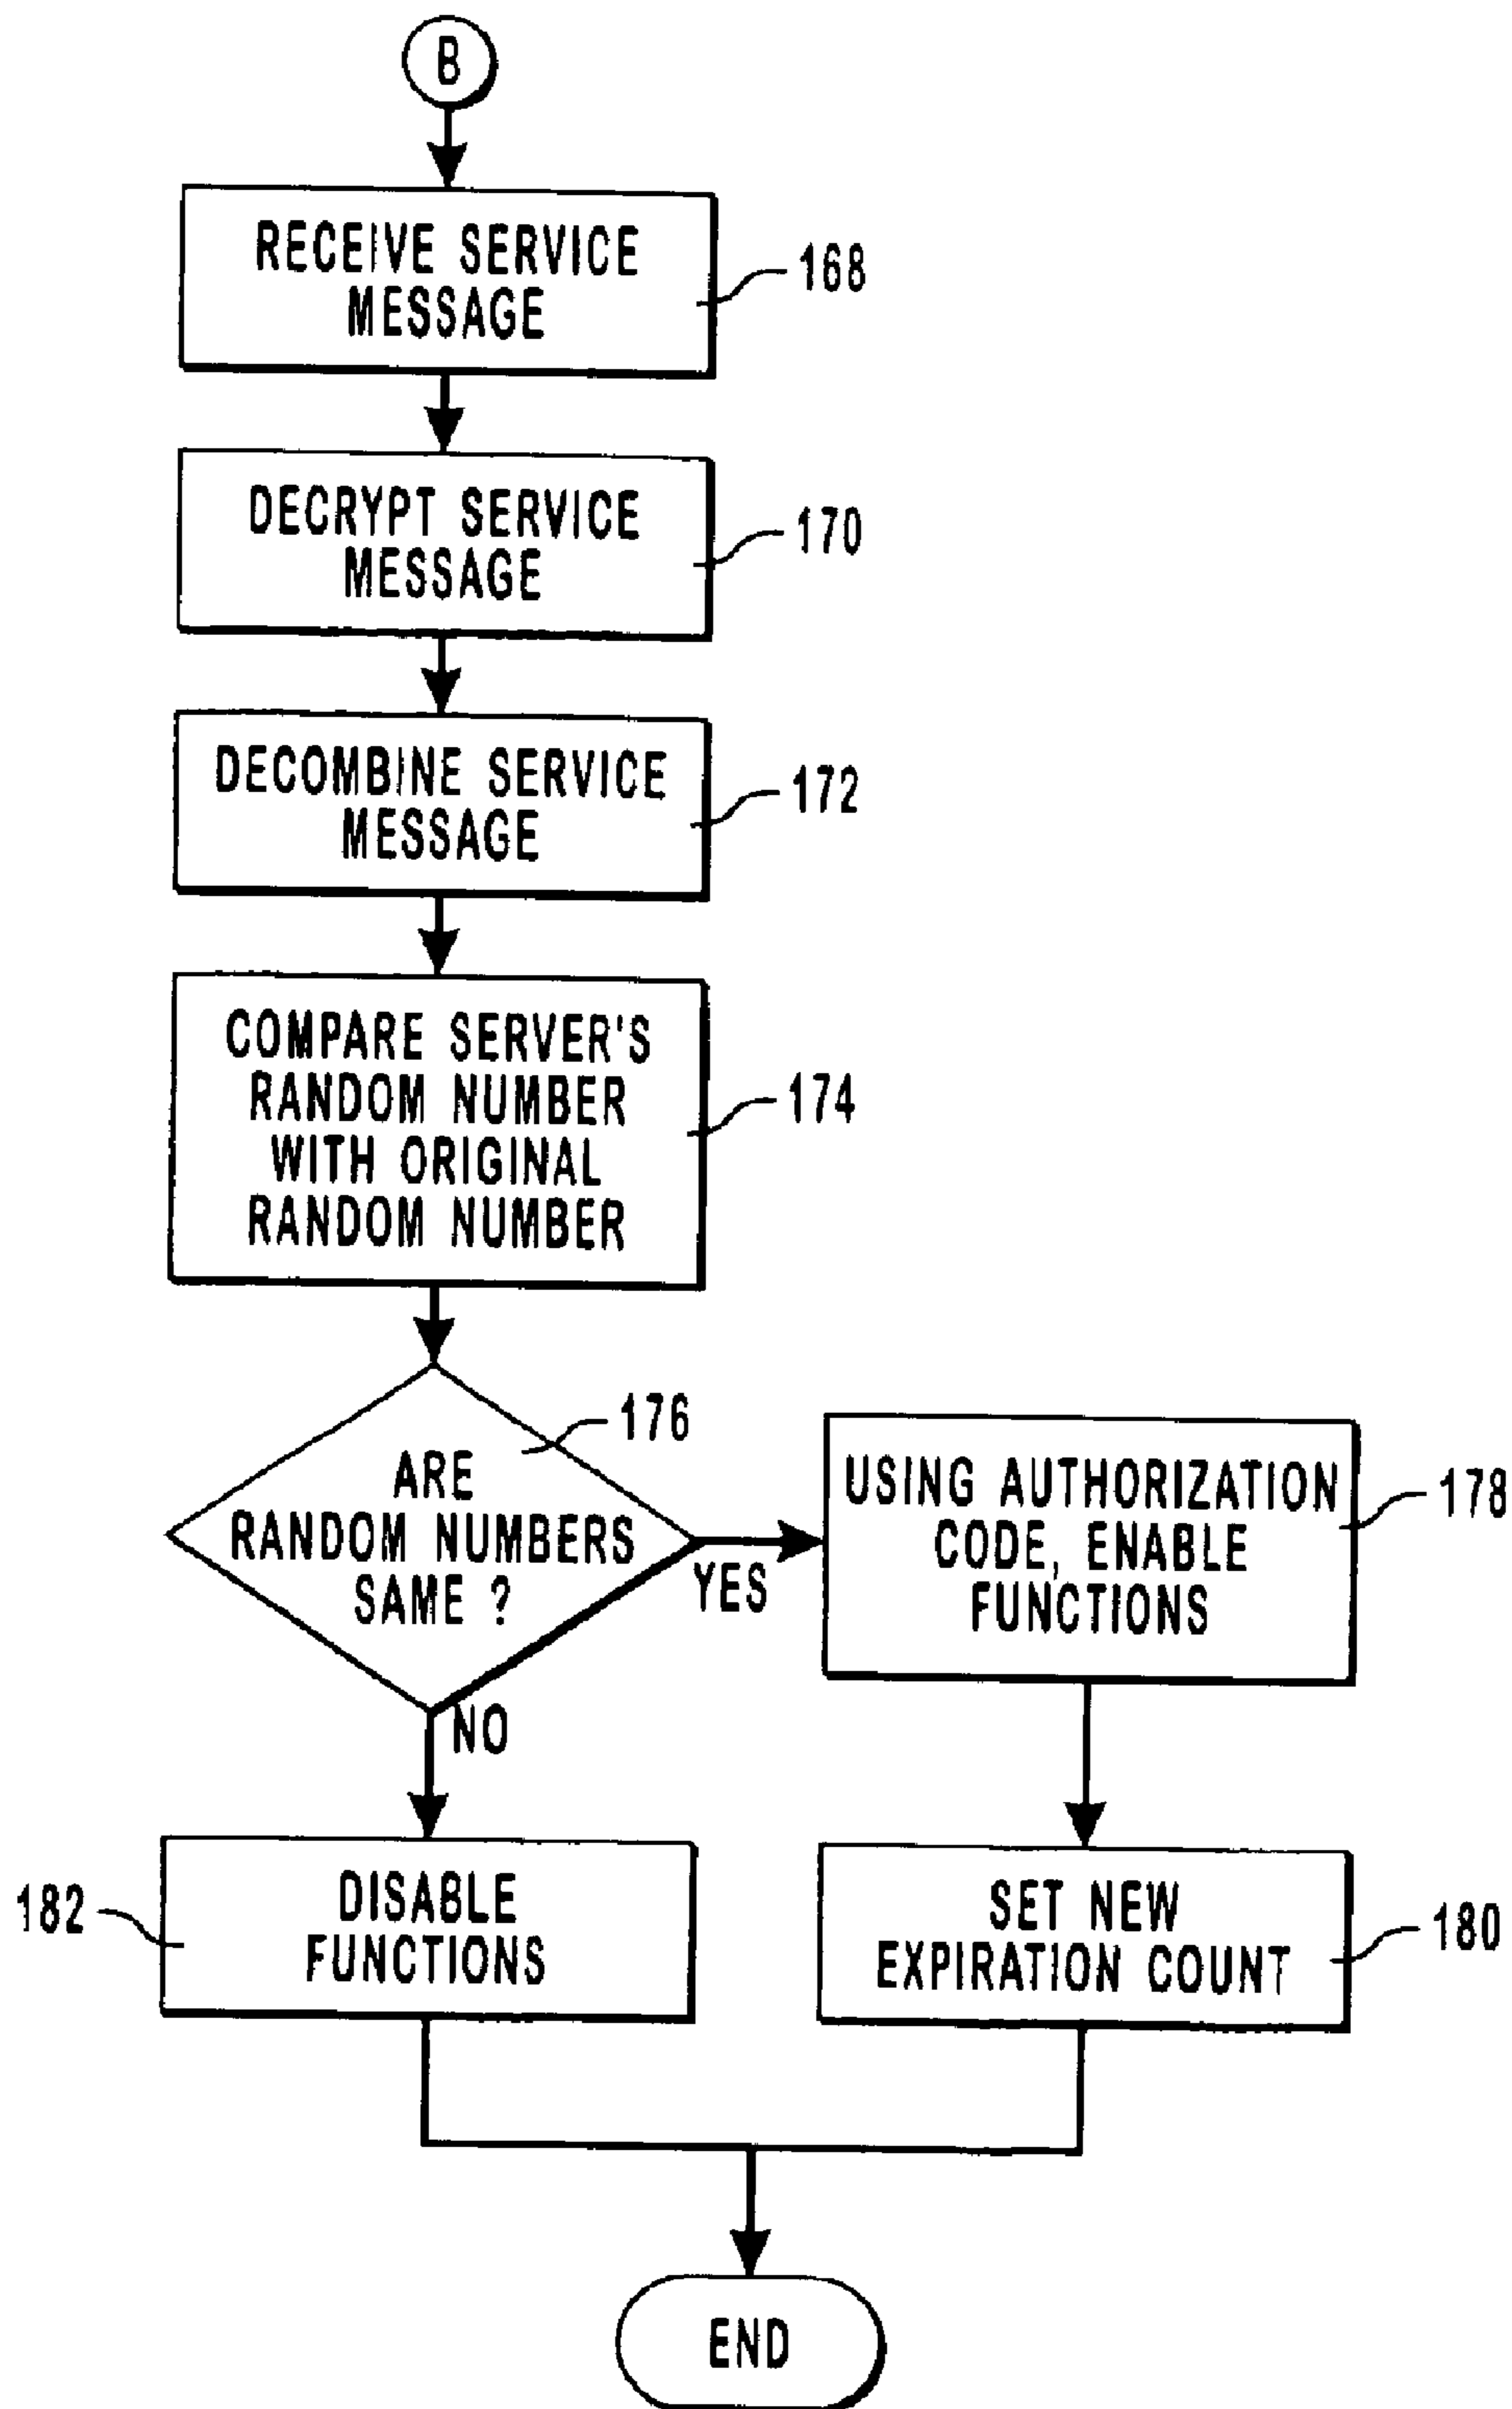 B
RECEIVE SERVICE
MESSAGE
168
DECRYPT SERVICE
MESSAGE
170
DECOMBINE SERVICE
MESSAGE
172
COMPARE SERVER'S
RANDOM NUMBER
WITH ORIGINAL
RANDOM NUMBER
174
176
ARE
RANDOM NUMBERS
SAME ?
YES
NO
USING AUTHORIZATION
CODE, ENABLE
FUNCTIONS
178
182
DISABLE
FUNCTIONS
SET NEW
EXPIRATION COUNT
180
END